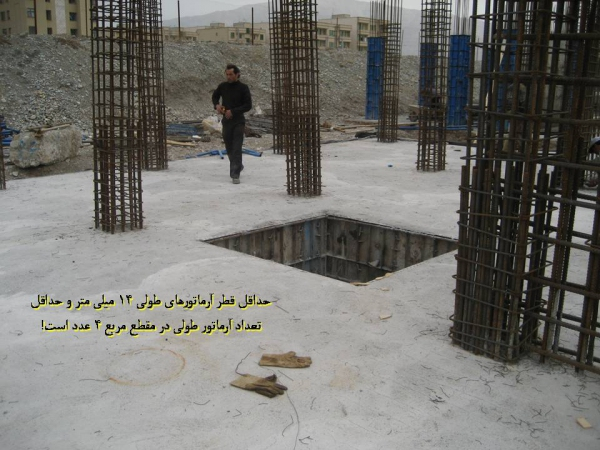 حداقل قطر آرماتورهای طولی ۱۴ میلی متر و حداقل
تعداد آرماتور طولی در مقطع مربع ۴ عدد است!